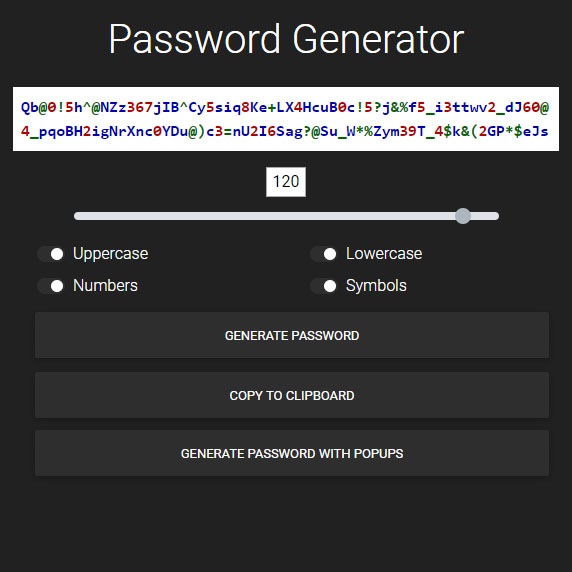 Password Generator
Qb@0!5h^@NZz367jIB^Cy5siq8Ke+LX4HcuB0c!5?j&%f5_i3ttwv2_dJ60@
4_pqoBH2igNrXnc0YDu@)c3=nU2I6Sag?@Su_W*%Zym39T_4$k&(2GP*$eJs
120
Uppercase Lowercase
Numbers Symbols
GENERATE PASSWORD
COPY TO CLIPBOARD
GENERATE PASSWORD WITH POPUPS